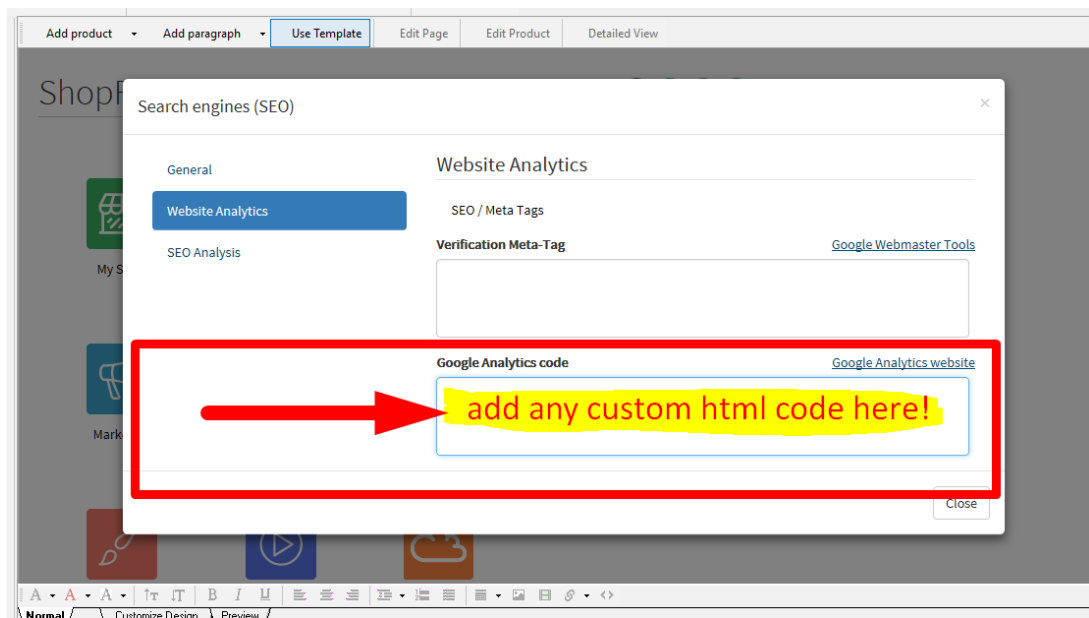 Add product Add paragraph Use Template Edit Page Edit Product Detailed View
Search engines (SEO)
×
General
Website Analytics
SEO Analysis
Website Analytics
SEO / Meta Tags
Verification Meta-Tag Google Webmaster Tools
Google Analytics code Google Analytics website
add any custom html code here!
Close
My
A A A T T B I U
Normal Customize Design Preview